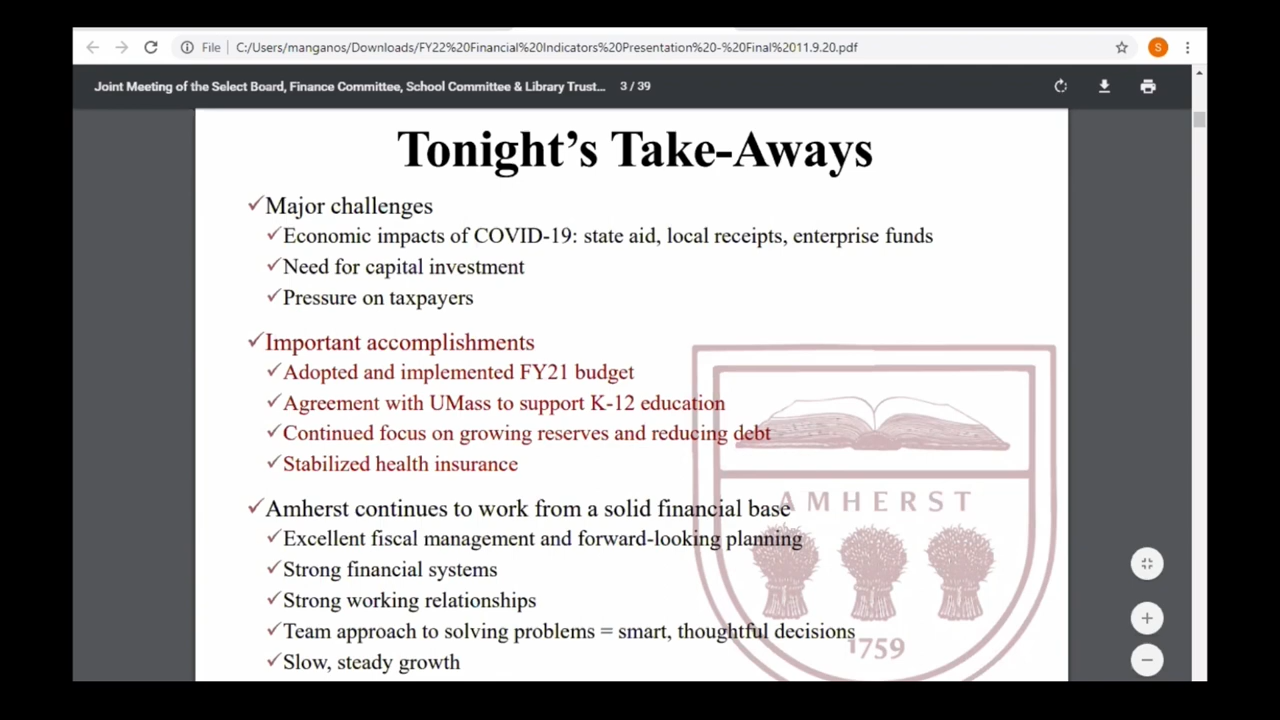 File
C:/Users/manganos/Downloads/FY22%20Financial%20Indicators%20Presentation%20-%20Final%2011.9.20.pdf
S
Joint Meeting of the Select Board, Finance Committee, School Committee & Library Trust... 3 / 39
Tonight's Take-Aways
Major challenges
Economic impacts of COVID-19: state aid, local receipts, enterprise funds
Need for capital investment
Pressure on taxpayers
Important accomplishments
Adopted and implemented FY21 budget
Agreement with UMass to support K-12 education
Continued focus on growing reserves and reducing debt
Stabilized health insurance
AMHERST
Amherst continues to work from a solid financial base
Excellent fiscal management and forward-looking planning
Strong financial systems
Strong working relationships
Team approach to solving problems = smart, thoughtful decisions
1759
Slow, steady growth